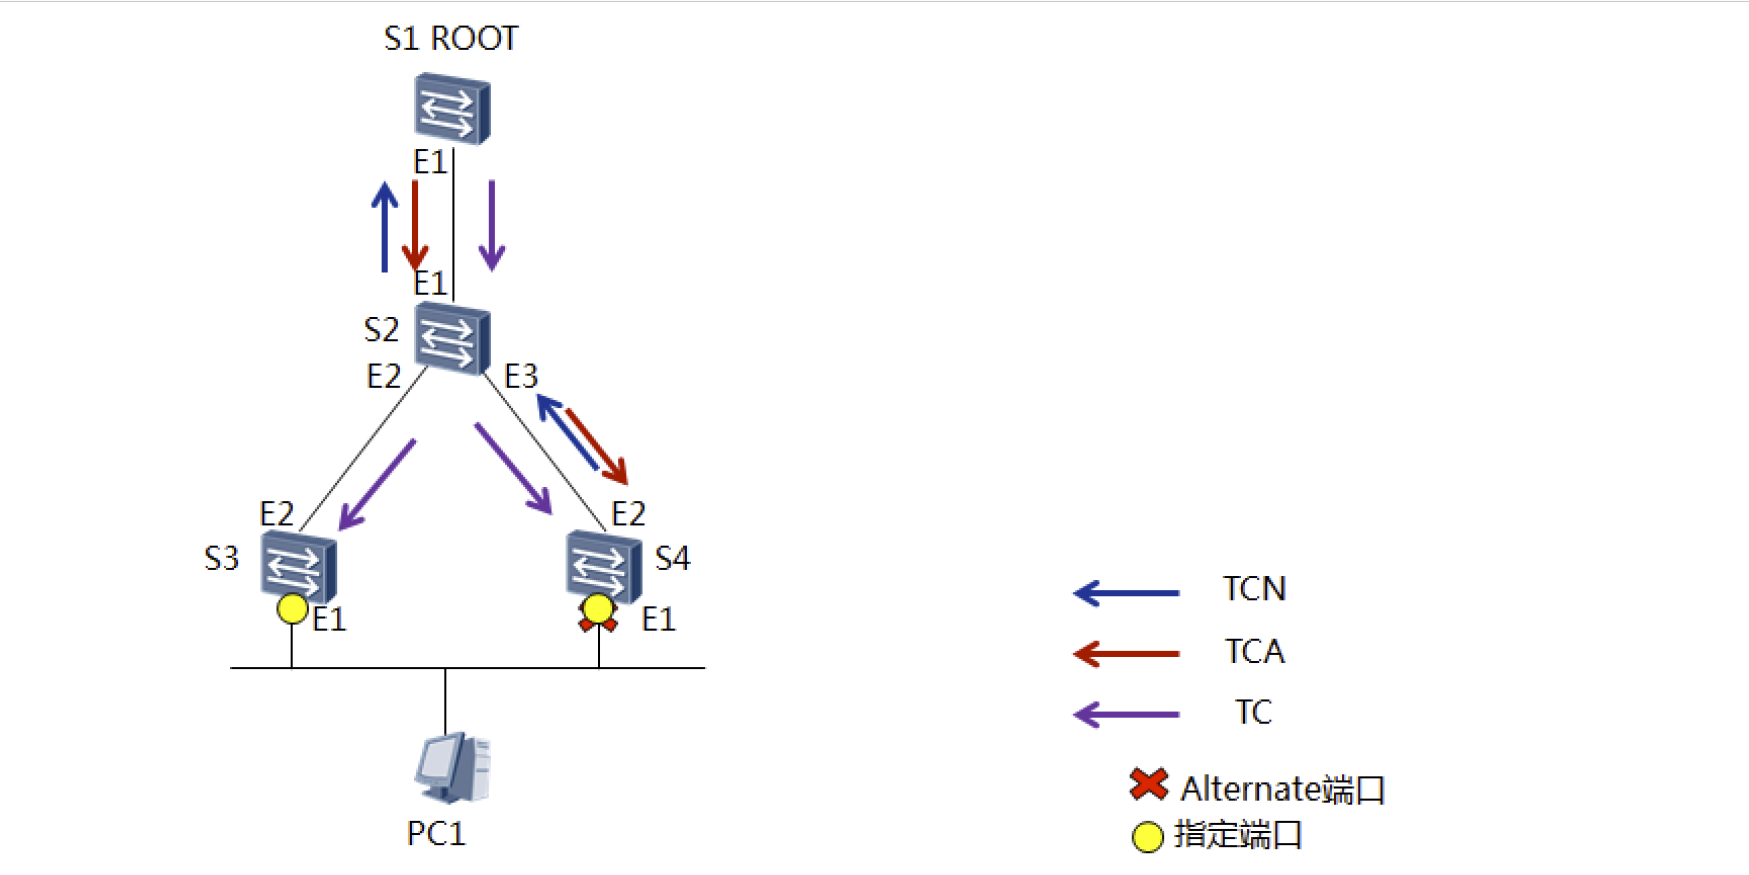 S1 ROOT
E1
E1
S2
E2
E3
E2
E2
S3
S4
E1
E1
PC1
TCN
TCA
TC
Alternate端口
指定端口